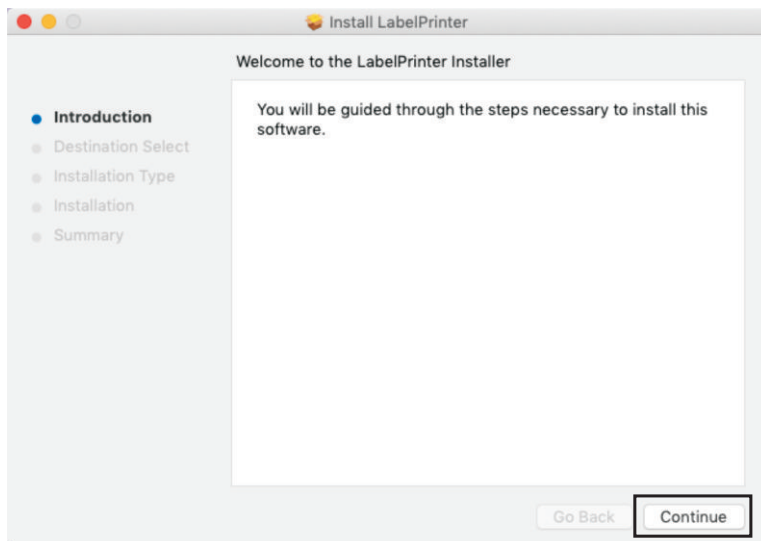 Install LabelPrinter
Welcome to the LabelPrinter Installer
Introduction
Destination Select
Installation Type
Installation
Summary
You will be guided through the steps necessary to install this
software.
Go Back
Continue